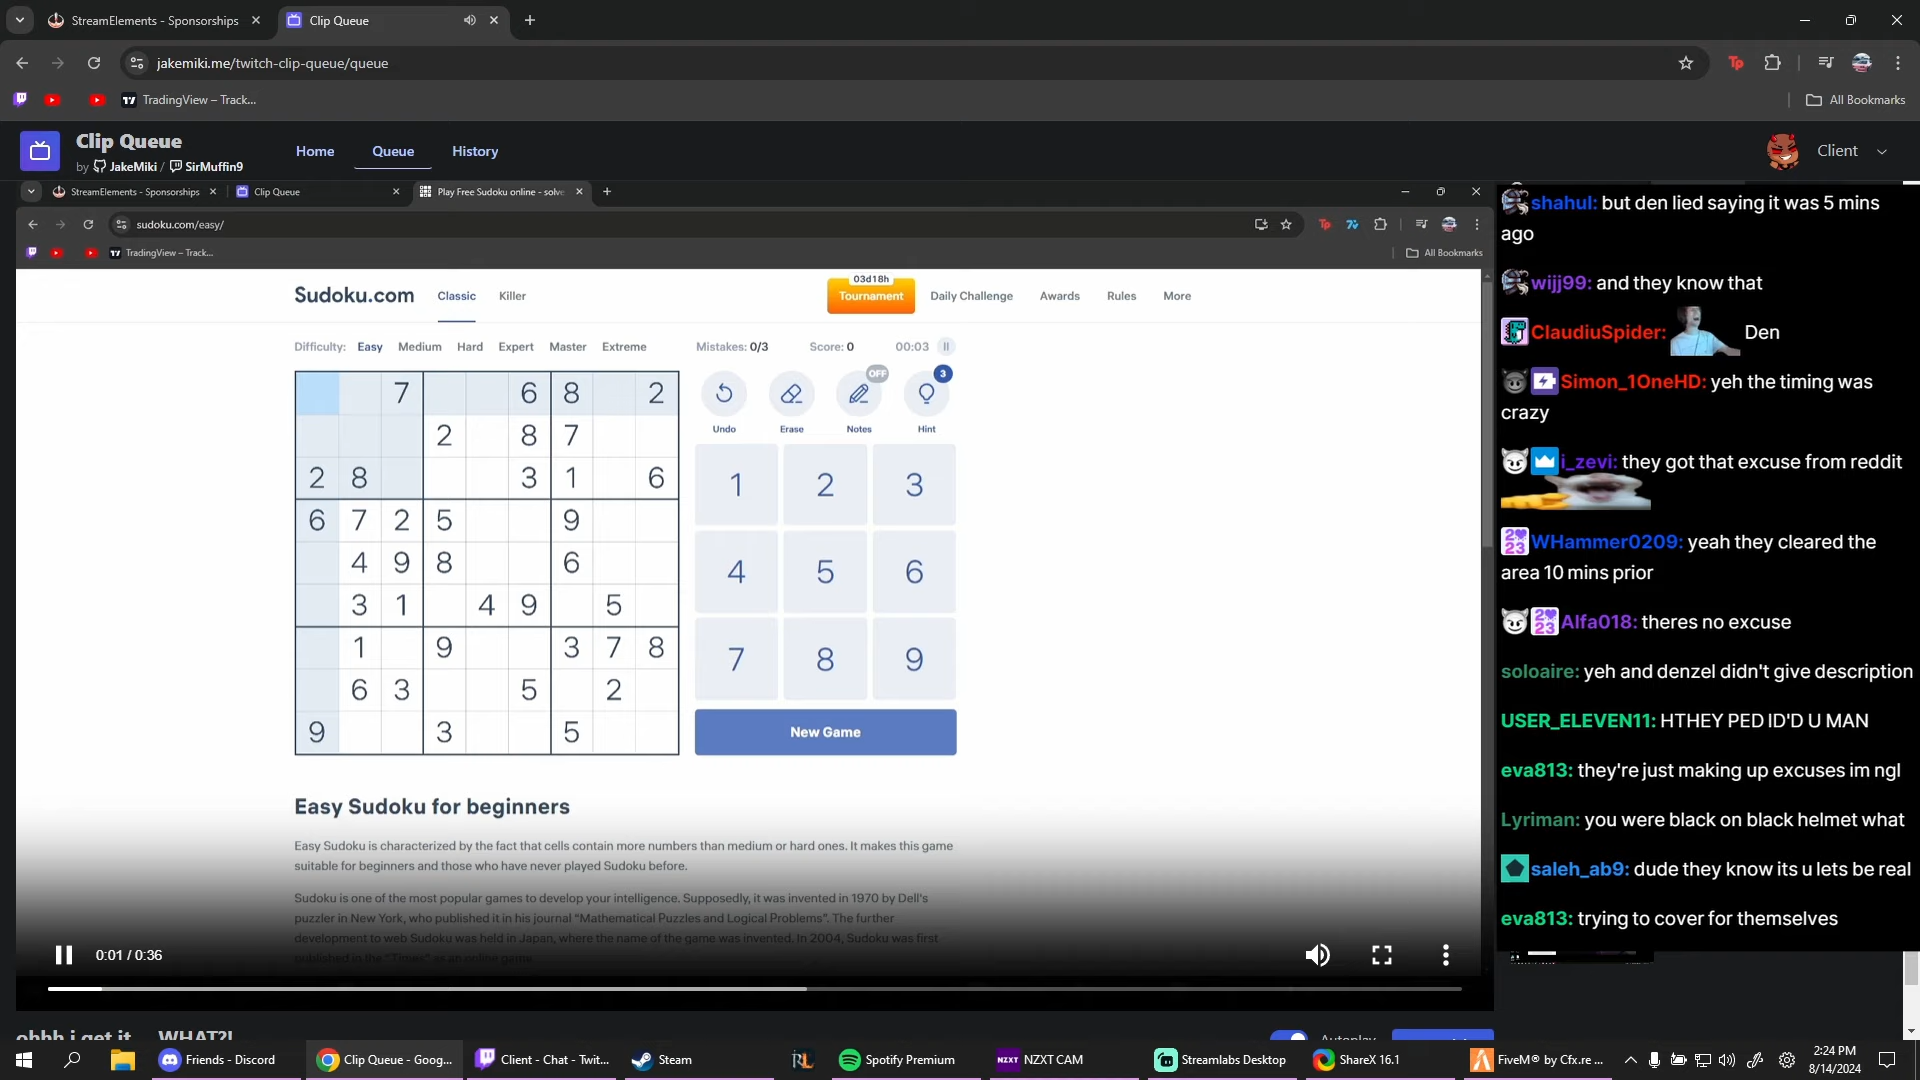 StreamElements - Sponsorships
Clip Queue
jakemiki.me/twitch-clip-queue/queue
TradingView – Track...
All Bookmarks
Clip Queue
by JakeMiki / SirMuffin9
Home
Queue
History
Client
StreamElements - Sponsorships
Clip Queue
Play Free Sudoku online - solve
sudoku.com/easy/
TradingView – Track...
All Bookmarks
Sudoku.com
Classic
Killer
03d18h
Tournament
Daily Challenge
Awards
Rules
More
Difficulty: Easy Medium Hard Expert Master Extreme
Mistakes: 0/3
Score: 0
00:03
7 6 8 2
2 8 7
2 8 3 1 6
6 7 2 5 9
4 9 8 6
3 1 4 9 5
1 9 3 7 8
6 3 5 2
9 3 5
OFF
3
Undo
Erase
Notes
Hint
1 2 3
4 5 6
7 8 9
New Game
Easy Sudoku for beginners
Easy Sudoku is characterized by the fact that cells contain more numbers than medium or hard ones. It makes this game
suitable for beginners and those who have never played Sudoku before.
Sudoku is one of the most popular games to develop your intelligence. Supposedly, it was invented in 1970 by Dell's
puzzler in New York, who published it in his journal “Mathematical Puzzles and Logical Problems”. The further
development to web Sudoku was held in Japan, where the name of the game was invented. In 2004, Sudoku was first
published in the "Times" as an online game.
0:01 / 0:36
shahul: but den lied saying it was 5 mins
ago
wijj99: and they know that
ClaudiuSpider: Den
Simon_1OneHD: yeh the timing was
crazy
i_zevi: they got that excuse from reddit
WHammer0209: yeah they cleared the
area 10 mins prior
Alfa018: theres no excuse
soloaire: yeh and denzel didn't give description
USER_ELEVEN11: HTHEY PED ID'D U MAN
eva813: they're just making up excuses im ngl
Lyriman: you were black on black helmet what
saleh_ab9: dude they know its u lets be real
eva813: trying to cover for themselves
ohhh i get it ... WHAT?!
Autoplay
Friends - Discord
Clip Queue - Goog...
Client - Chat - Twit...
Steam
RL
Spotify Premium
NZXT
NZXT CAM
Streamlabs Desktop
ShareX 16.1
FiveM® by Cfx.re ...
2:24 PM
8/14/2024